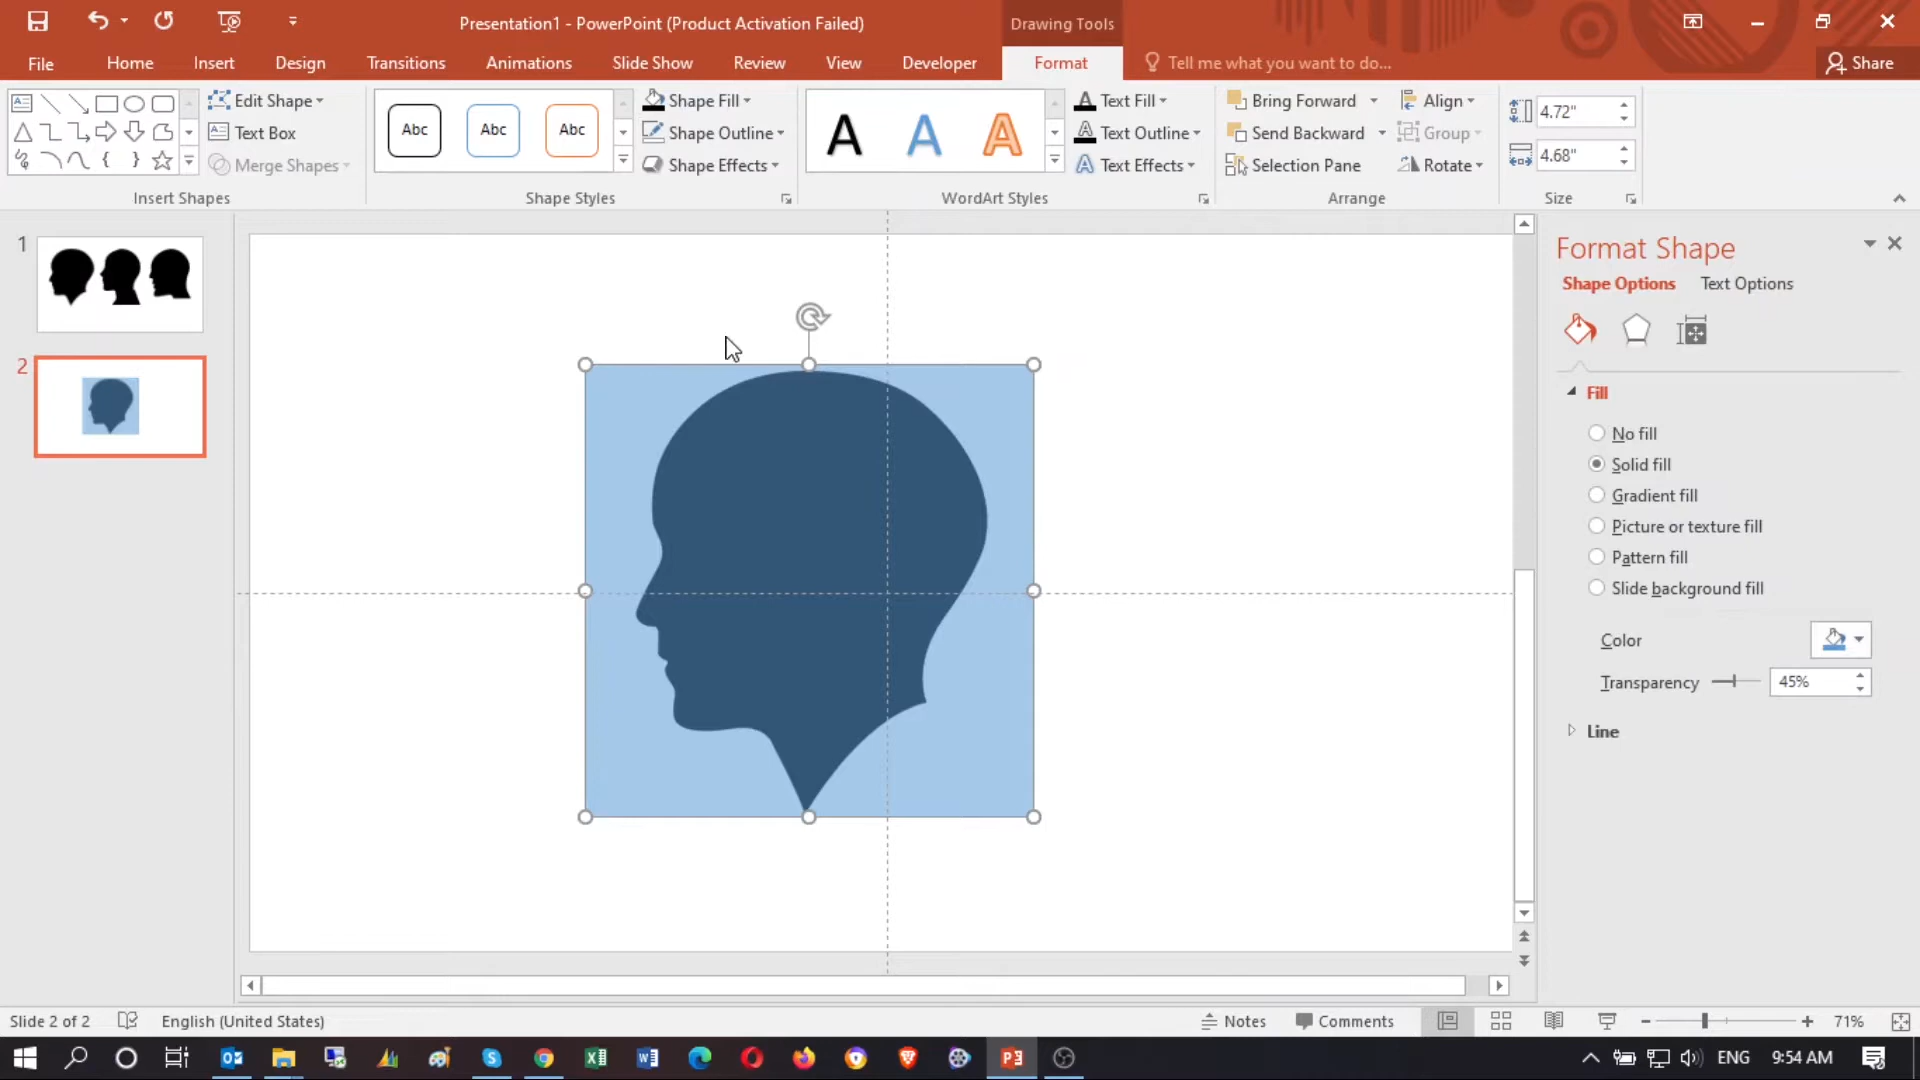 Presentation1 - PowerPoint (Product Activation Failed)
Drawing Tools
File
Home
Insert
Design
Transitions
Animations
Slide Show
Review
View
Developer
Format
Tell me what you want to do...
Share
Edit Shape
Text Box
Merge Shapes
Insert Shapes
Abc
Abc
Abc
Shape Fill
Shape Outline
Shape Effects
Shape Styles
A
A
A
Text Fill
Text Outline
Text Effects
WordArt Styles
Bring Forward
Send Backward
Selection Pane
Align
Group
Rotate
Arrange
4.72"
4.68"
Size
1
2
Format Shape
Shape Options
Text Options
Fill
No fill
Solid fill
Gradient fill
Picture or texture fill
Pattern fill
Slide background fill
Color
Transparency
45%
Line
Slide 2 of 2
English (United States)
Notes
Comments
71%
ENG
9:54 AM